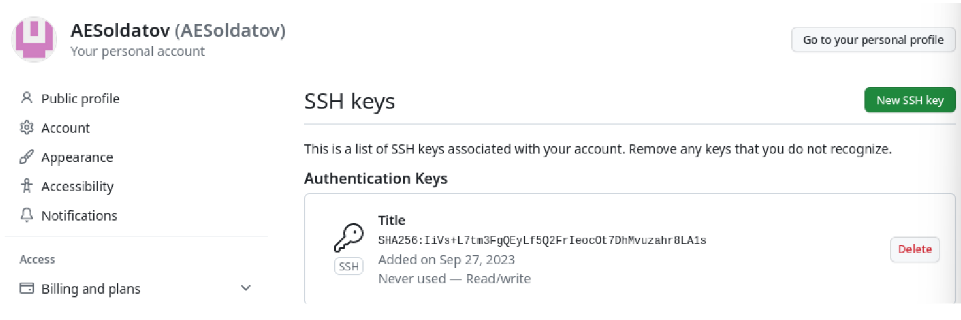 AESoldatov (AESoldatov)
Your personal account
Go to your personal profile
Public profile
Account
Appearance
Accessibility
Notifications
Access
Billing and plans
SSH keys
New SSH key
This is a list of SSH keys associated with your account. Remove any keys that you do not recognize.
Authentication Keys
Title
SHA256:IiVs+L7tm3FgQEyLf5Q2FrIeocOt7DhMvuzahr8LA1s
SSH
Added on Sep 27, 2023
Never used — Read/write
Delete